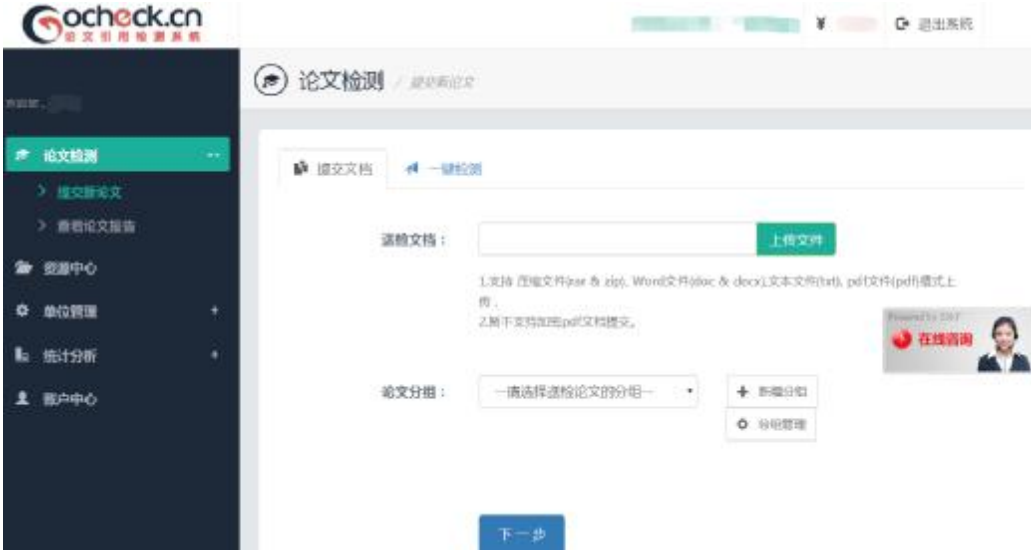 Gocheck.cn
论文引用检测系统
¥
退出系统
论文检测 / 提交新论文
论文检测
提交新论文
查看论文报告
资源中心
单位管理 +
统计分析 +
账户中心
提交文档 一键检测
送检文档： 上传文件
1.支持 压缩文件(rar & zip), Word文件(doc & docx),文本文件(txt), pdf文件(pdf)格式上
传。
2.暂不支持加密pdf文档提交。
在线咨询
论文分组： --请选择送检论文的分组-- + 新增分组
分组管理
下一步